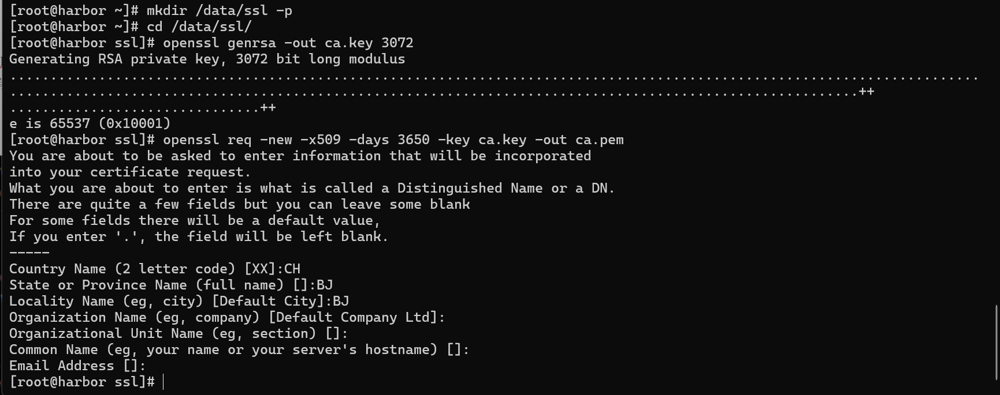 [root@harbor ~]# mkdir /data/ssl -p
[root@harbor ~]# cd /data/ssl/
[root@harbor ssl]# openssl genrsa -out ca.key 3072
Generating RSA private key, 3072 bit long modulus
........................................................................................................................
.........................................................................................................++
...............................++
e is 65537 (0x10001)
[root@harbor ssl]# openssl req -new -x509 -days 3650 -key ca.key -out ca.pem
You are about to be asked to enter information that will be incorporated
into your certificate request.
What you are about to enter is what is called a Distinguished Name or a DN.
There are quite a few fields but you can leave some blank
For some fields there will be a default value,
If you enter '.', the field will be left blank.
-----
Country Name (2 letter code) [XX]:CH
State or Province Name (full name) []:BJ
Locality Name (eg, city) [Default City]:BJ
Organization Name (eg, company) [Default Company Ltd]:
Organizational Unit Name (eg, section) []:
Common Name (eg, your name or your server's hostname) []:
Email Address []:
[root@harbor ssl]#